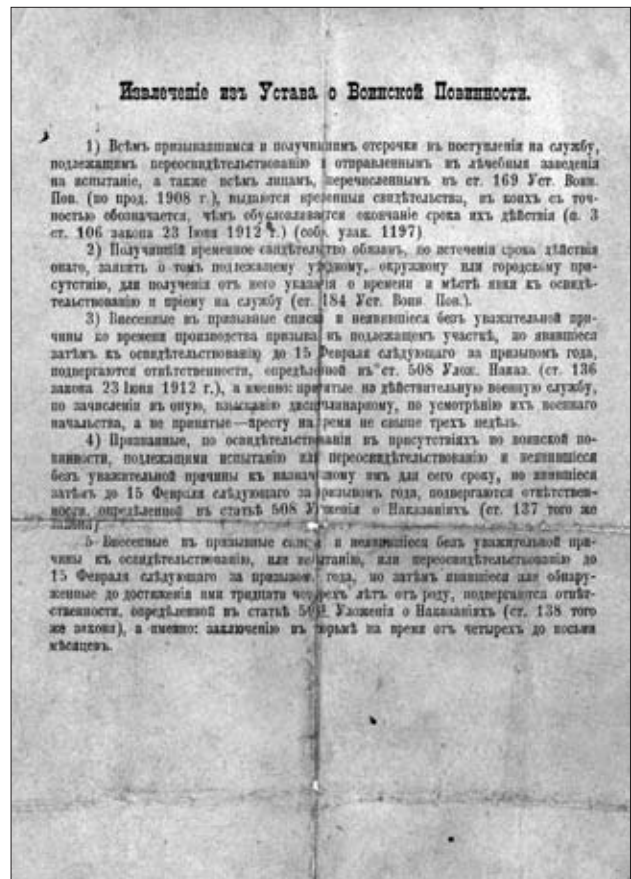 Извлеченіе изъ Устава о Воинской Повинности.
1) Всѣмъ призывавшимся и получившимъ отсрочки въ поступленіи на службу,
подлежащимъ переосвидѣтельствованію и отправленнымъ въ лѣчебныя заведенія
на испытаніе, а также всѣмъ лицамъ, перечисленнымъ въ ст. 169 Уст. Воин.
Пов. (по прод. 1908 г.), выдаются временныя свидѣтельства, въ коихъ съ точ-
ностью обозначается, чѣмъ обусловливается окончаніе срока ихъ дѣйствія (п. 3
ст. 106 закона 23 Іюня 1912 г.) (собр. узак. 1197).
2) Получившій временное свидѣтельство обязанъ, по истеченіи срока дѣйствія
онаго, заявить о томъ подлежащему уѣздному, окружному или городскому при-
сутствію, для полученія отъ него указанія о времени и мѣстѣ явки къ освидѣ-
тельствованію и пріему на службу (ст. 184 Уст. Воин. Пов.).
3) Внесенные въ призывные списки и неявившіеся безъ уважительной при-
чины ко времени производства призыва въ подлежащемъ участкѣ, но явившіеся
затѣмъ къ освидѣтельствованію до 15 Февраля слѣдующаго за призывомъ года,
подвергаются отвѣтственности, опредѣленной въ ст. 508 Улож. Наказ. (ст. 136
закона 23 Іюня 1912 г.), а именно: принятые на дѣйствительную военную службу,
по зачисленіи въ оную, взысканію дисциплинарному, по усмотрѣнію ихъ военнаго
начальства, а не принятые—аресту на время не свыше трехъ недѣль.
4) Признанные, по освидѣтельствованіи въ присутствіяхъ по воинской по-
винности, подлежащими испытанію или переосвидѣтельствованію и неявившіеся
безъ уважительной причины къ назначенному имъ для сего сроку, но явившіеся
затѣмъ до 15 Февраля слѣдующаго за призывомъ года, подвергаются отвѣтствен-
ности, опредѣленной въ статьѣ 508 Уложенія о Наказаніяхъ (ст. 137 того же
закона)
5 Внесенные въ призывные списки и неявившіеся безъ уважительной при-
чины къ освидѣтельствованію, или испытанію, или переосвидѣтельствованію до
15 Февраля слѣдующаго за призывомъ года, но затѣмъ явившіеся или обнару-
женные до достиженія ими тридцати четырехъ лѣтъ отъ роду, подвергаются отвѣт-
ственности, опредѣленной въ статьѣ Уложенія о Наказаніяхъ (ст. 138 того
же закона), а именно: заключенію въ тюрьмѣ на время отъ четырехъ до восьми
мѣсяцевъ.